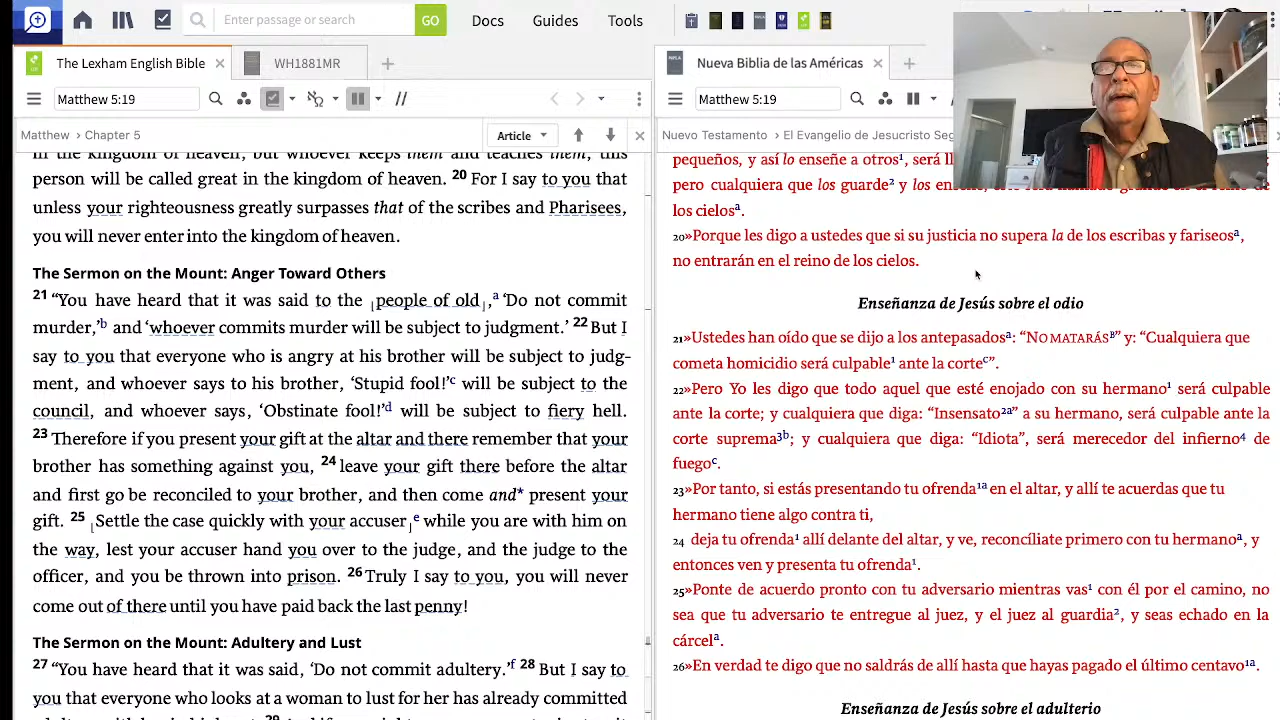 Enter passage or search
GO
Docs
Guides
Tools
The Lexham English Bible
WH1881MR
Matthew 5:19
Matthew > Chapter 5
Article
in the kingdom of heaven, but whoever keeps them and teaches them, this
person will be called great in the kingdom of heaven. 20 For I say to you that
unless your righteousness greatly surpasses that of the scribes and Pharisees,
you will never enter into the kingdom of heaven.
The Sermon on the Mount: Anger Toward Others
21 “You have heard that it was said to the ⌊people of old⌋,a ‘Do not commit
murder,’b and ‘whoever commits murder will be subject to judgment.’ 22 But I
say to you that everyone who is angry at his brother will be subject to judg-
ment, and whoever says to his brother, ‘Stupid fool!’c will be subject to the
council, and whoever says, ‘Obstinate fool!’d will be subject to fiery hell.
23 Therefore if you present your gift at the altar and there remember that your
brother has something against you, 24 leave your gift there before the altar
and first go be reconciled to your brother, and then come and* present your
gift. 25 ⌊Settle the case quickly with your accuser⌋e while you are with him on
the way, lest your accuser hand you over to the judge, and the judge to the
officer, and you be thrown into prison. 26 Truly I say to you, you will never
come out of there until you have paid back the last penny!
The Sermon on the Mount: Adultery and Lust
27 “You have heard that it was said, ‘Do not commit adultery.’f 28 But I say to
you that everyone who looks at a woman to lust for her has already committed
Nueva Biblia de las Américas
Matthew 5:19
Nuevo Testamento > El Evangelio de Jesucristo Seg
pequeños, y así lo enseñe a otros1, será
pero cualquiera que los guarde2 y los
los cielosa.
20 »Porque les digo a ustedes que si su justicia no supera la de los escribas y fariseosa,
no entrarán en el reino de los cielos.
Enseñanza de Jesús sobre el odio
21 »Ustedes han oído que se dijo a los antepasadosa: “NO MATARÁSB” y: “Cualquiera que
cometa homicidio será culpable1 ante la cortec”.
22 »Pero Yo les digo que todo aquel que esté enojado con su hermano1 será culpable
ante la corte; y cualquiera que diga: “Insensato2a” a su hermano, será culpable ante la
corte suprema3b; y cualquiera que diga: “Idiota”, será merecedor del infierno4 de
fuegoc.
23 »Por tanto, si estás presentando tu ofrenda1a en el altar, y allí te acuerdas que tu
hermano tiene algo contra ti,
24 deja tu ofrenda1 allí delante del altar, y ve, reconcíliate primero con tu hermanoa, y
entonces ven y presenta tu ofrenda1.
25 »Ponte de acuerdo pronto con tu adversario mientras vas1 con él por el camino, no
sea que tu adversario te entregue al juez, y el juez al guardia2, y seas echado en la
cárcela.
26 »En verdad te digo que no saldrás de allí hasta que hayas pagado el último centavo1a.
Enseñanza de Jesús sobre el adulterio